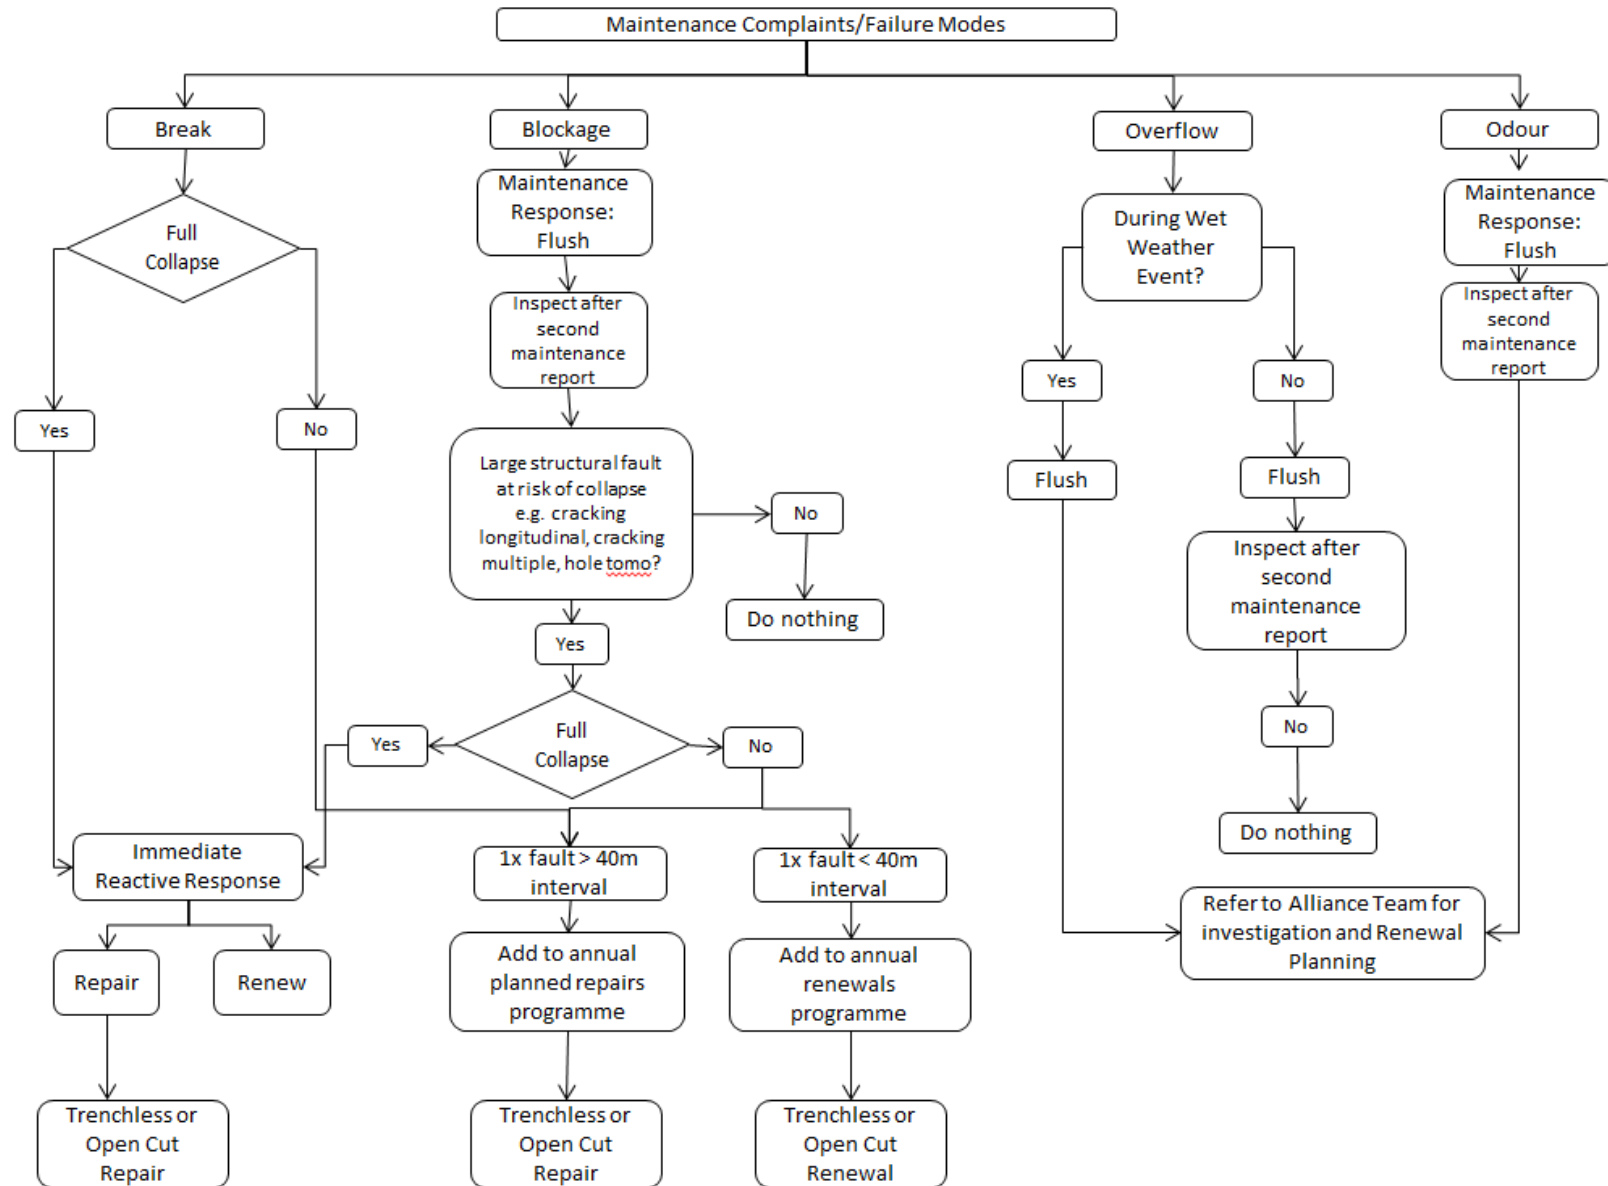 Maintenance Complaints/Failure Modes
Break
Blockage
Overflow
Odour
Full
Collapse
Maintenance
Response:
Flush
During Wet
Weather
Event?
Maintenance
Response:
Flush
Inspect after
second
maintenance
report
Inspect after
second
maintenance
report
Yes
No
Yes
No
Large structural fault
at risk of collapse
e.g. cracking
longitudinal, cracking
multiple, hole tomo?
No
Flush
Flush
Do nothing
Inspect after
second
maintenance
report
Yes
Full
Collapse
Yes
No
No
Do nothing
Immediate
Reactive Response
1x fault > 40m
interval
1x fault < 40m
interval
Refer to Alliance Team for
investigation and Renewal
Planning
Repair
Renew
Add to annual
planned repairs
programme
Add to annual
renewals
programme
Trenchless or
Open Cut
Repair
Trenchless or
Open Cut
Repair
Trenchless or
Open Cut
Renewal